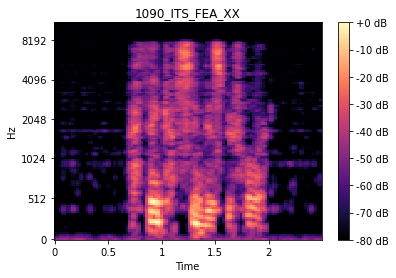 1090_ITS_FEA_XX
+0 dB
8192
-10 dB
4096
-20 dB
-30 dB
2048
Hz
-40 dB
1024
-50 dB
512
-60 dB
-70 dB
0
-80 dB
0 0.5 1 1.5 2
Time